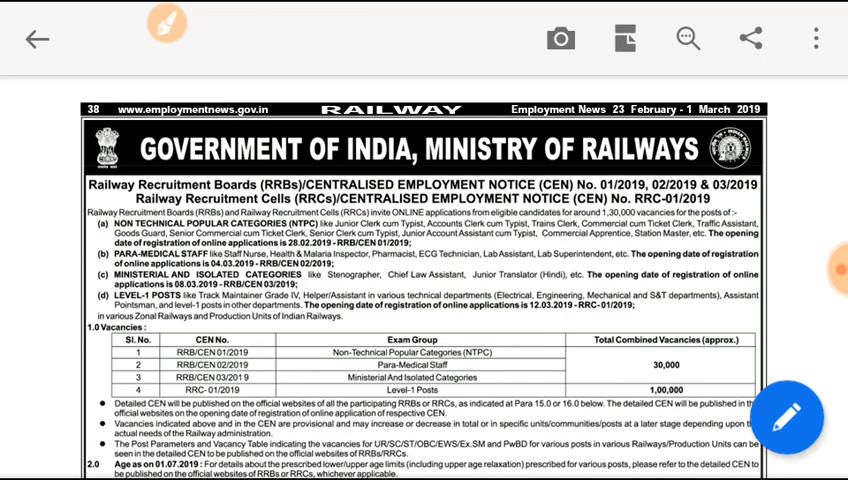 38 www.employmentnews.gov.in RAILWAY Employment News 23 February - 1 March 2019
GOVERNMENT OF INDIA, MINISTRY OF RAILWAYS
Railway Recruitment Boards (RRBs)/CENTRALISED EMPLOYMENT NOTICE (CEN) No. 01/2019, 02/2019 & 03/2019
Railway Recruitment Cells (RRCs)/CENTRALISED EMPLOYMENT NOTICE (CEN) No. RRC-01/2019
Railway Recruitment Boards (RRBs) and Railway Recruitment Cells (RRCs) invite ONLINE applications from eligible candidates for around 1,30,000 vacancies for the posts of :-
(a) NON TECHNICAL POPULAR CATEGORIES (NTPC) like Junior Clerk cum Typist, Accounts Clerk cum Typist, Trains Clerk, Commercial cum Ticket Clerk, Traffic Assistant,
Goods Guard, Senior Commercial cum Ticket Clerk, Senior Clerk cum Typist, Junior Account Assistant cum Typist, Commercial Apprentice, Station Master, etc. The opening
date of registration of online applications is 28.02.2019 - RRB/CEN 01/2019;
(b) PARA-MEDICAL STAFF like Staff Nurse, Health & Malaria Inspector, Pharmacist, ECG Technician, Lab Assistant, Lab Superintendent, etc. The opening date of registration
of online applications is 04.03.2019 - RRB/CEN 02/2019;
(c) MINISTERIAL AND ISOLATED CATEGORIES like Stenographer, Chief Law Assistant, Junior Translator (Hindi), etc. The opening date of registration of online
applications is 08.03.2019 - RRB/CEN 03/2019;
(d) LEVEL-1 POSTS like Track Maintainer Grade IV, Helper/Assistant in various technical departments (Electrical, Engineering, Mechanical and S&T departments), Assistant
Pointsman, and level-1 posts in other departments. The opening date of registration of online applications is 12.03.2019 - RRC- 01/2019;
in various Zonal Railways and Production Units of Indian Railways.
1.0 Vacancies :
Sl. No. CEN No. Exam Group Total Combined Vacancies (approx.)
1 RRB/CEN 01/2019 Non-Technical Popular Categories (NTPC)
2 RRB/CEN 02/2019 Para-Medical Staff 30,000
3 RRB/CEN 03/2019 Ministerial And Isolated Categories
4 RRC- 01/2019 Level-1 Posts 1,00,000
● Detailed CEN will be published on the official websites of all the participating RRBs or RRCs, as indicated at Para 15.0 or 16.0 below. The detailed CEN will be published in the
official websites on the opening date of registration of online application of respective CEN.
● Vacancies indicated above and in the CEN are provisional and may increase or decrease in total or in specific units/communities/posts at a later stage depending upon
actual needs of the Railway administration.
● The Post Parameters and Vacancy Table indicating the vacancies for UR/SC/ST/OBC/EWS/Ex.SM and PwBD for various posts in various Railways/Production Units can be
seen in the detailed CEN to be published on the official websites of RRBs/RRCs.
2.0 Age as on 01.07.2019 : For details about the prescribed lower/upper age limits (including upper age relaxation) prescribed for various posts, please refer to the detailed CEN to
be published on the official websites of RRBs or RRCs, whichever applicable.